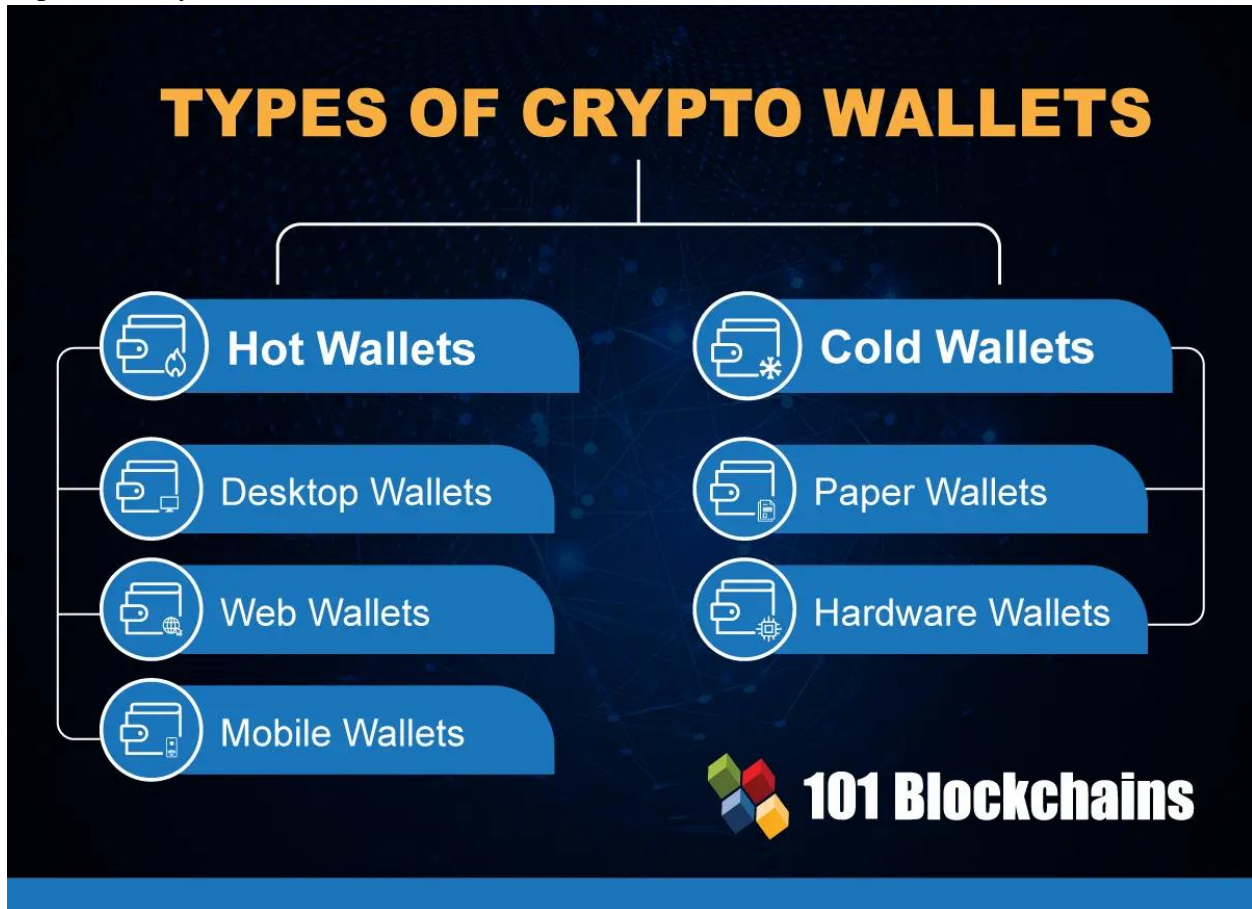 TYPES OF CRYPTO WALLETS
Hot Wallets
Desktop Wallets
Web Wallets
Mobile Wallets
Cold Wallets
Paper Wallets
Hardware Wallets
101 Blockchains